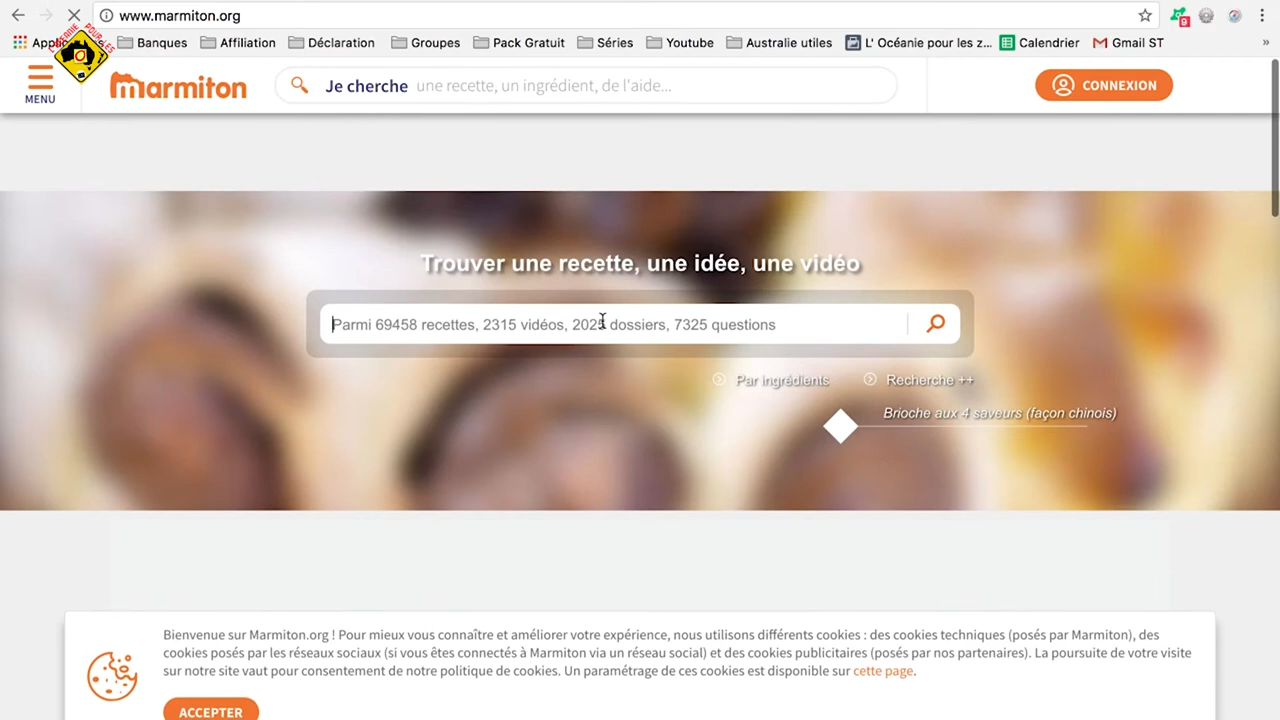 www.marmiton.org
9
Banques
Affiliation
Déclaration
Groupes
Pack Gratuit
Séries
Youtube
Australie utiles
L' Océanie pour les z...
Calendrier
Gmail ST
»
MENU
marmiton
Je cherche une recette, un ingrédient, de l'aide...
CONNEXION
Trouver une recette, une idée, une vidéo
Parmi 69458 recettes, 2315 vidéos, 2025 dossiers, 7325 questions
Par ingrédients
Recherche ++
Brioche aux 4 saveurs (façon chinois)
Bienvenue sur Marmiton.org ! Pour mieux vous connaître et améliorer votre expérience, nous utilisons différents cookies : des cookies techniques (posés par Marmiton), des
cookies posés par les réseaux sociaux (si vous êtes connectés à Marmiton via un réseau social) et des cookies publicitaires (posés par nos partenaires). La poursuite de votre visite
sur notre site vaut pour consentement de notre politique de cookies. Un paramétrage de ces cookies est disponible sur cette page.
ACCEPTER